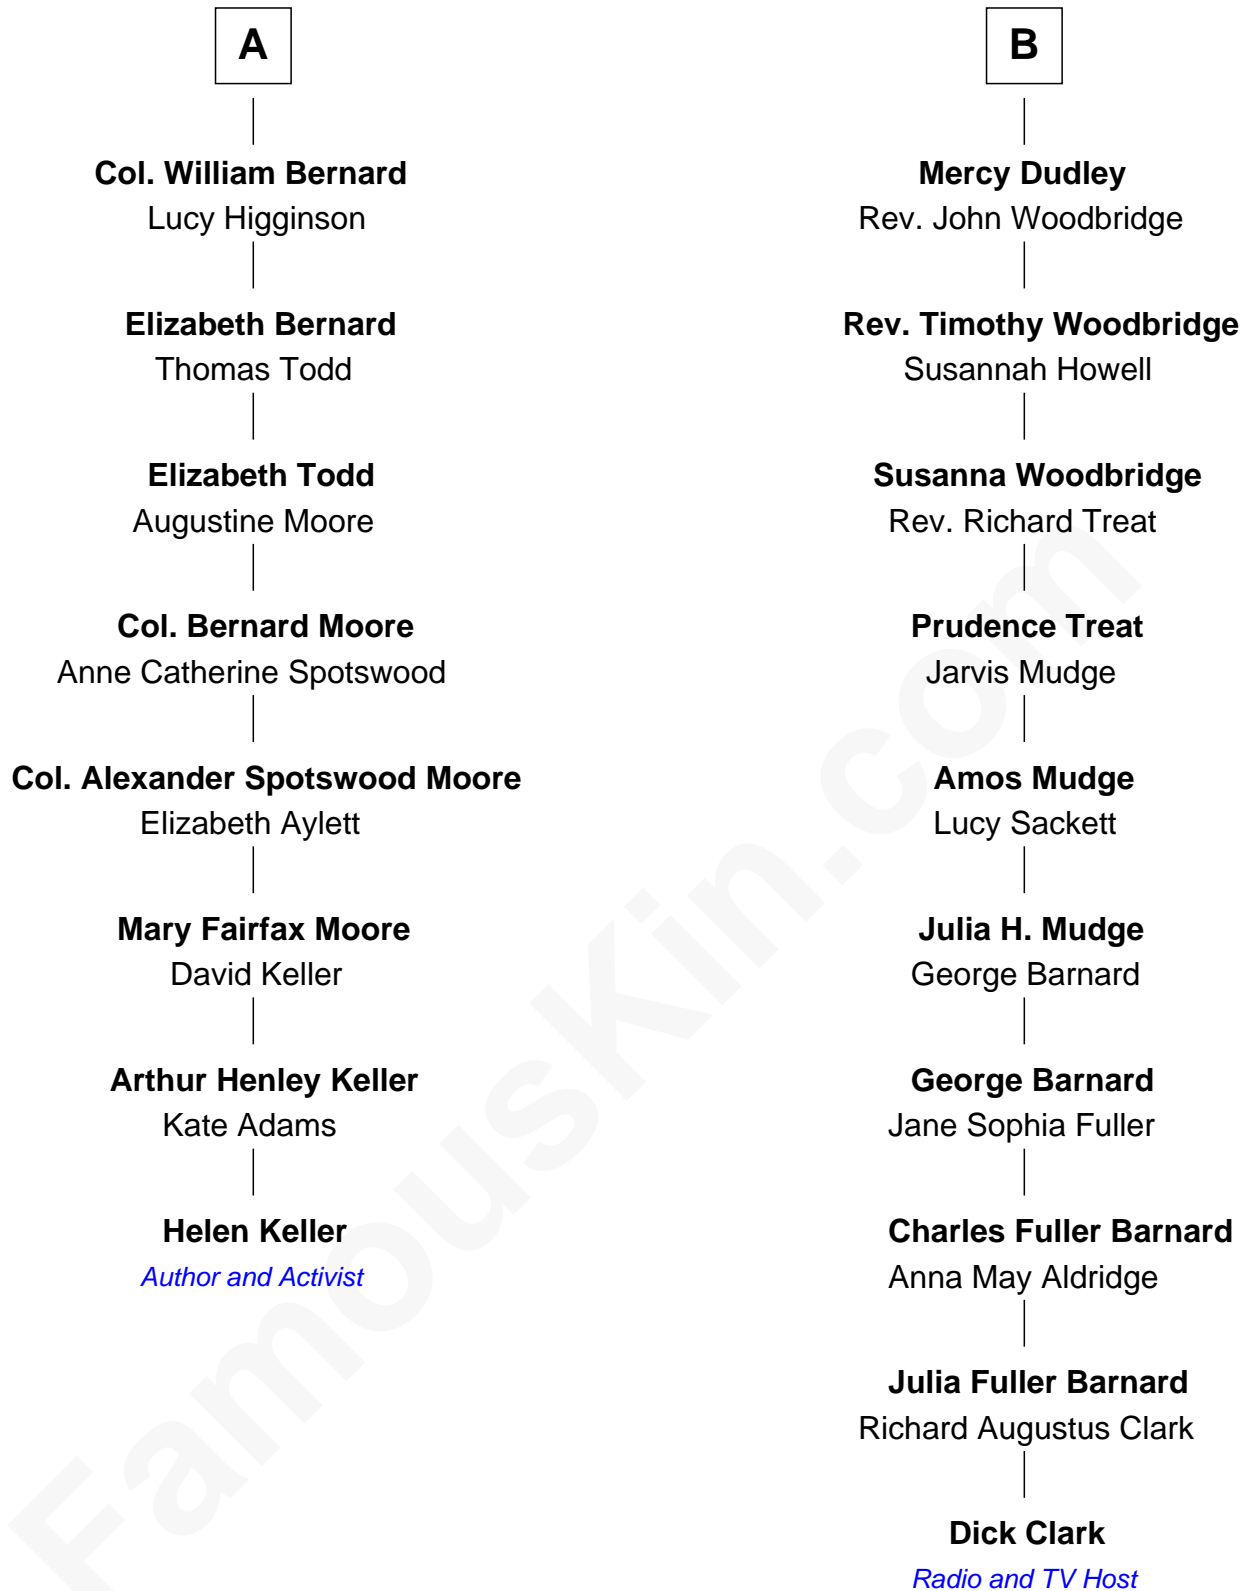 A
Col. William Bernard
Lucy Higginson
Elizabeth Bernard
Thomas Todd
Elizabeth Todd
Augustine Moore
Col. Bernard Moore
Anne Catherine Spotswood
Col. Alexander Spotswood Moore
Elizabeth Aylett
Mary Fairfax Moore
David Keller
Arthur Henley Keller
Kate Adams
Helen Keller
Author and Activist
B
Mercy Dudley
Rev. John Woodbridge
Rev. Timothy Woodbridge
Susannah Howell
Susanna Woodbridge
Rev. Richard Treat
Prudence Treat
Jarvis Mudge
Amos Mudge
Lucy Sackett
Julia H. Mudge
George Barnard
George Barnard
Jane Sophia Fuller
Charles Fuller Barnard
Anna May Aldridge
Julia Fuller Barnard
Richard Augustus Clark
Dick Clark
Radio and TV Host
FamousKin.com